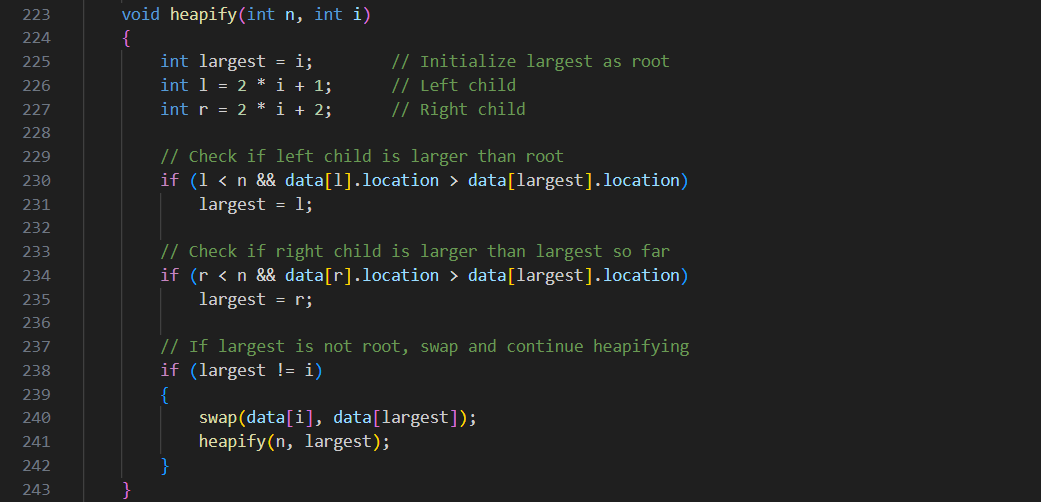 223 void heapify(int n, int i)
224 {
225 int largest = i; // Initialize largest as root
226 int l = 2 * i + 1; // Left child
227 int r = 2 * i + 2; // Right child
228
229 // Check if left child is larger than root
230 if (l < n && data[l].location > data[largest].location)
231 largest = l;
232
233 // Check if right child is larger than largest so far
234 if (r < n && data[r].location > data[largest].location)
235 largest = r;
236
237 // If largest is not root, swap and continue heapifying
238 if (largest != i)
239 {
240 swap(data[i], data[largest]);
241 heapify(n, largest);
242 }
243 }